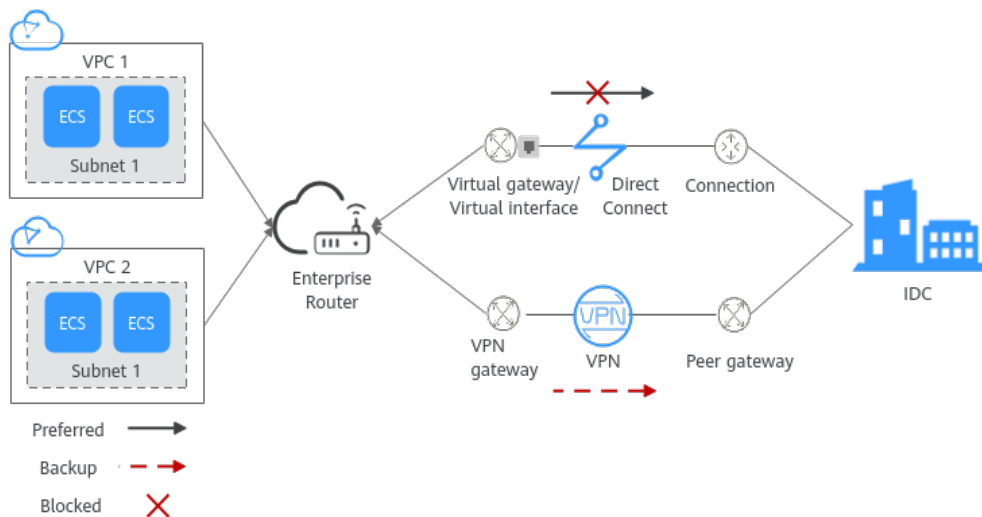 VPC 1
ECS
ECS
Subnet 1
VPC 2
ECS
ECS
Subnet 1
Enterprise
Router
Virtual gateway/
Virtual interface
Direct
Connect
Connection
VPN
gateway
VPN
VPN
Peer gateway
IDC
Preferred
Backup
Blocked